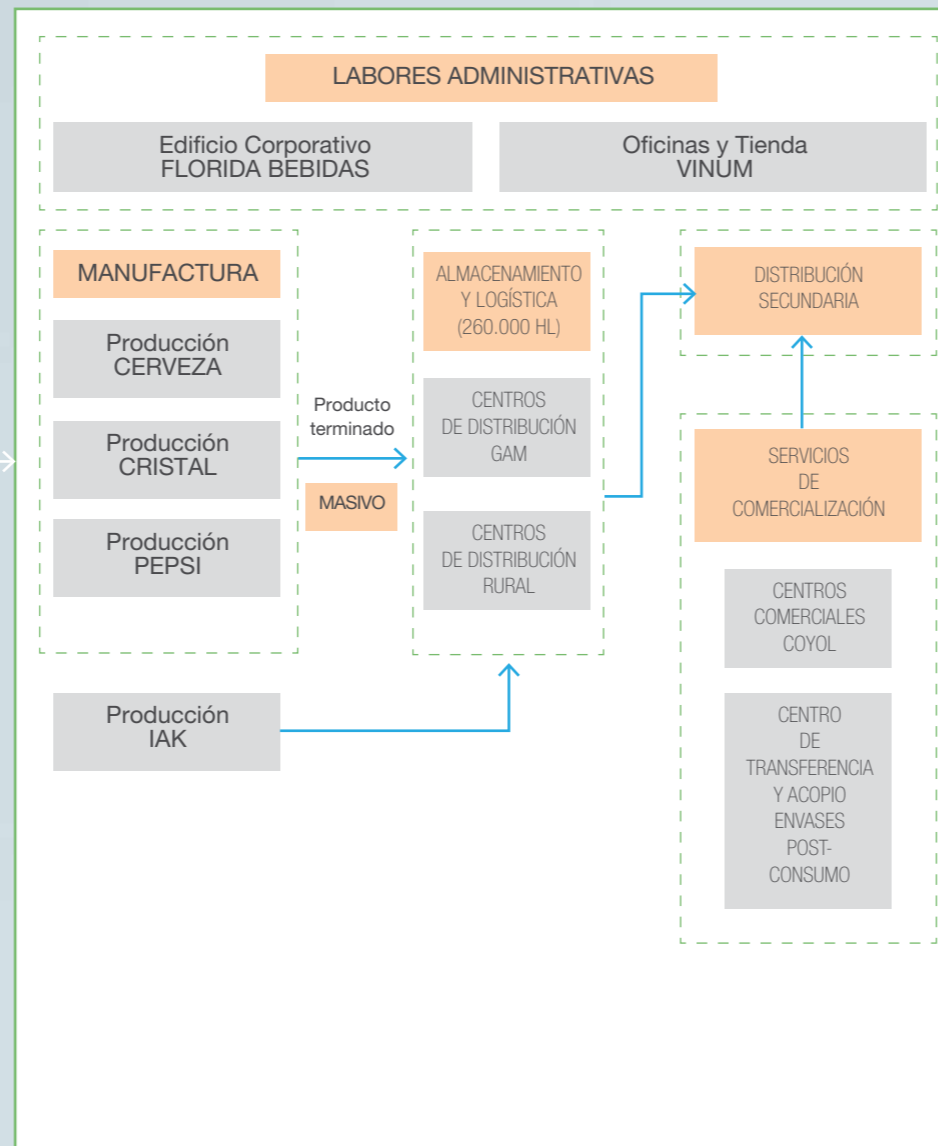 LABORES ADMINISTRATIVAS
Edificio Corporativo
FLORIDA BEBIDAS
Oficinas y Tienda
VINUM
MANUFACTURA
Producción
CERVEZA
Producción
CRISTAL
Producción
PEPSI
Producto
terminado
MASIVO
ALMACENAMIENTO
Y LOGÍSTICA
(260.000 HL)
CENTROS
DE DISTRIBUCIÓN
GAM
CENTROS
DE DISTRIBUCIÓN
RURAL
DISTRIBUCIÓN
SECUNDARIA
SERVICIOS
DE
COMERCIALIZACIÓN
CENTROS
COMERCIALES
COYOL
CENTRO
DE
TRANSFERENCIA
Y ACOPIO
ENVASES
POST-
CONSUMO
Producción
IAK